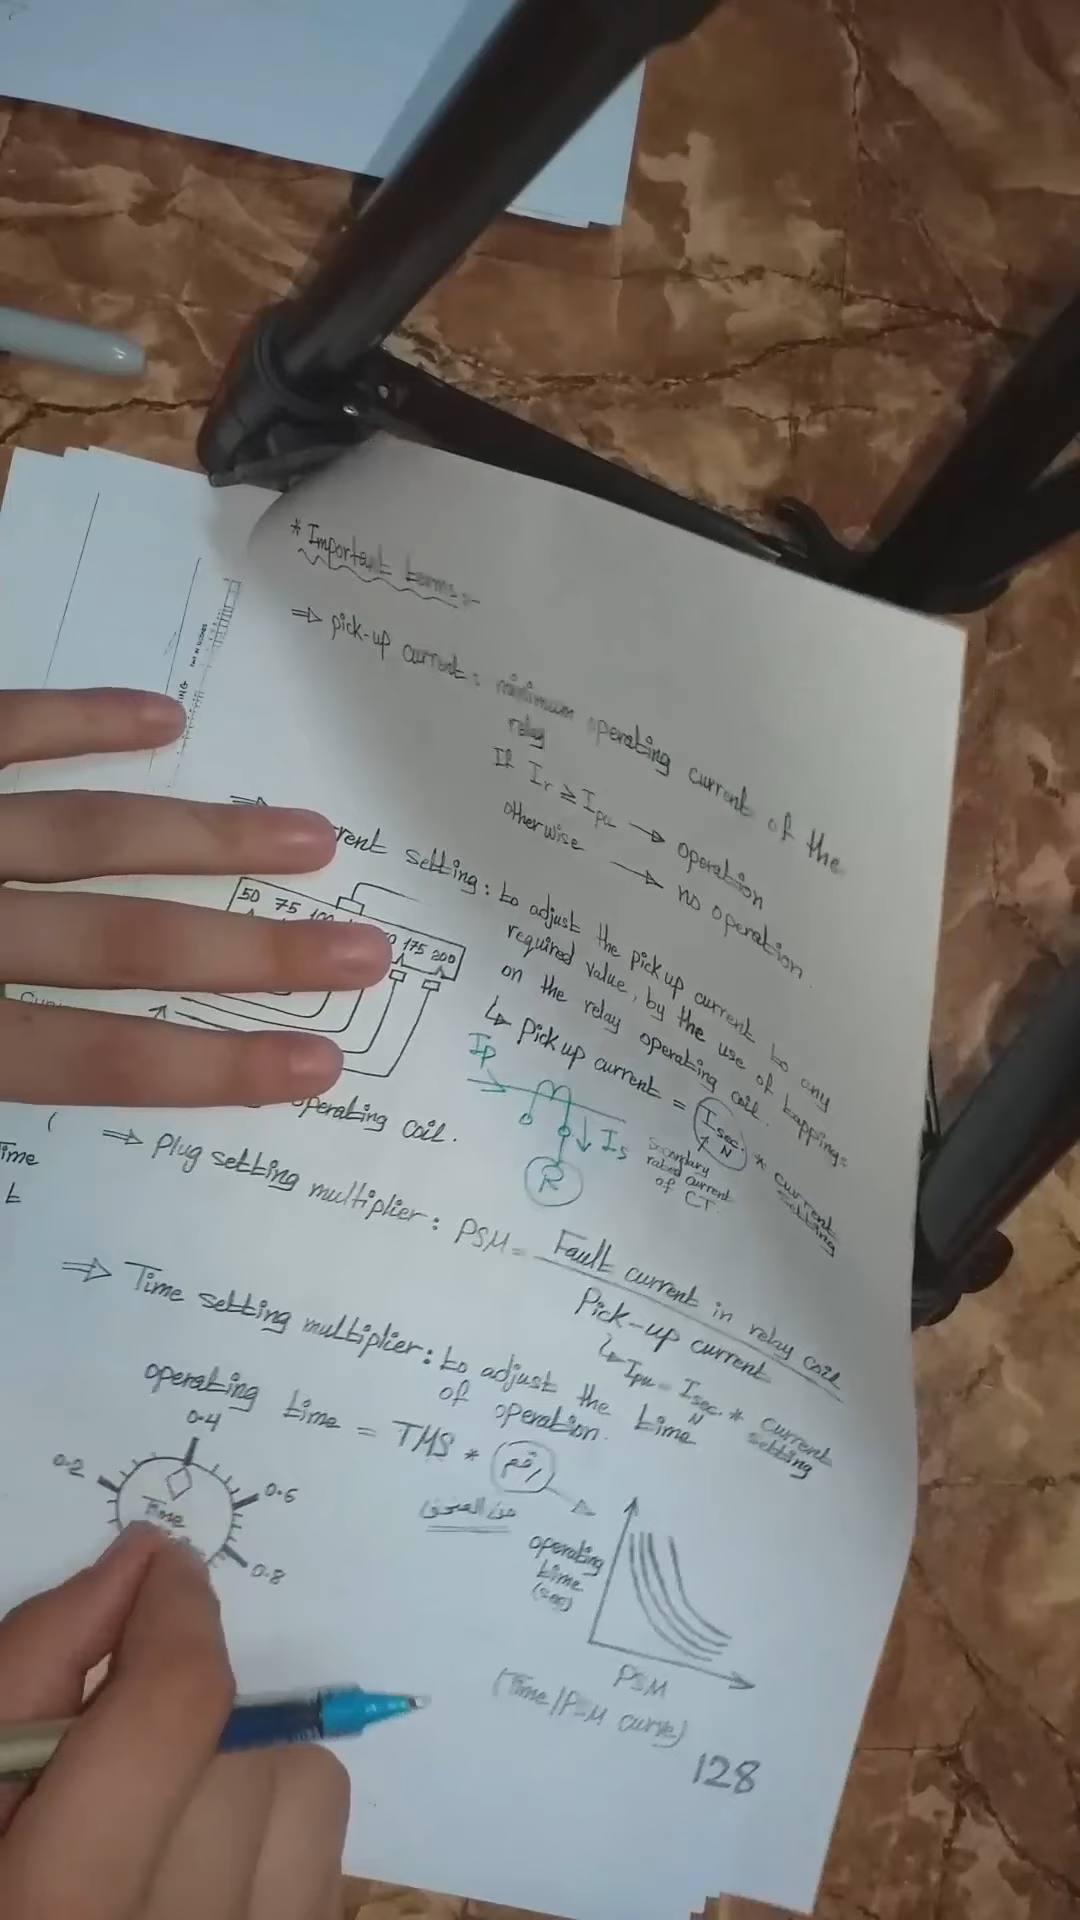 * Important terms:-
⇒ pick-up current: minimum operating current of the
relay
If Ir ≥ Ipu → operation
otherwise → no operation
rent setting: to adjust the pick up current to any
required value, by the use of tappings
on the relay operating coil.
↳ Pick up current = Isec.N * current setting
secondary rated current of CT.
50 75 100
175 200
operating coil.
IP
Is
R
⇒ Plug setting multiplier: PSM = Fault current in relay coil
Pick-up current
↳ Ipu = Isec.N * current setting
⇒ Time setting multiplier: to adjust the time
of operation.
operating time = TMS * رقم
من المنحنى
0.2
0.4
0.6
0.8
Time
operating
time
(sec)
PSM
(Time/PSM curve)
128
Time
t